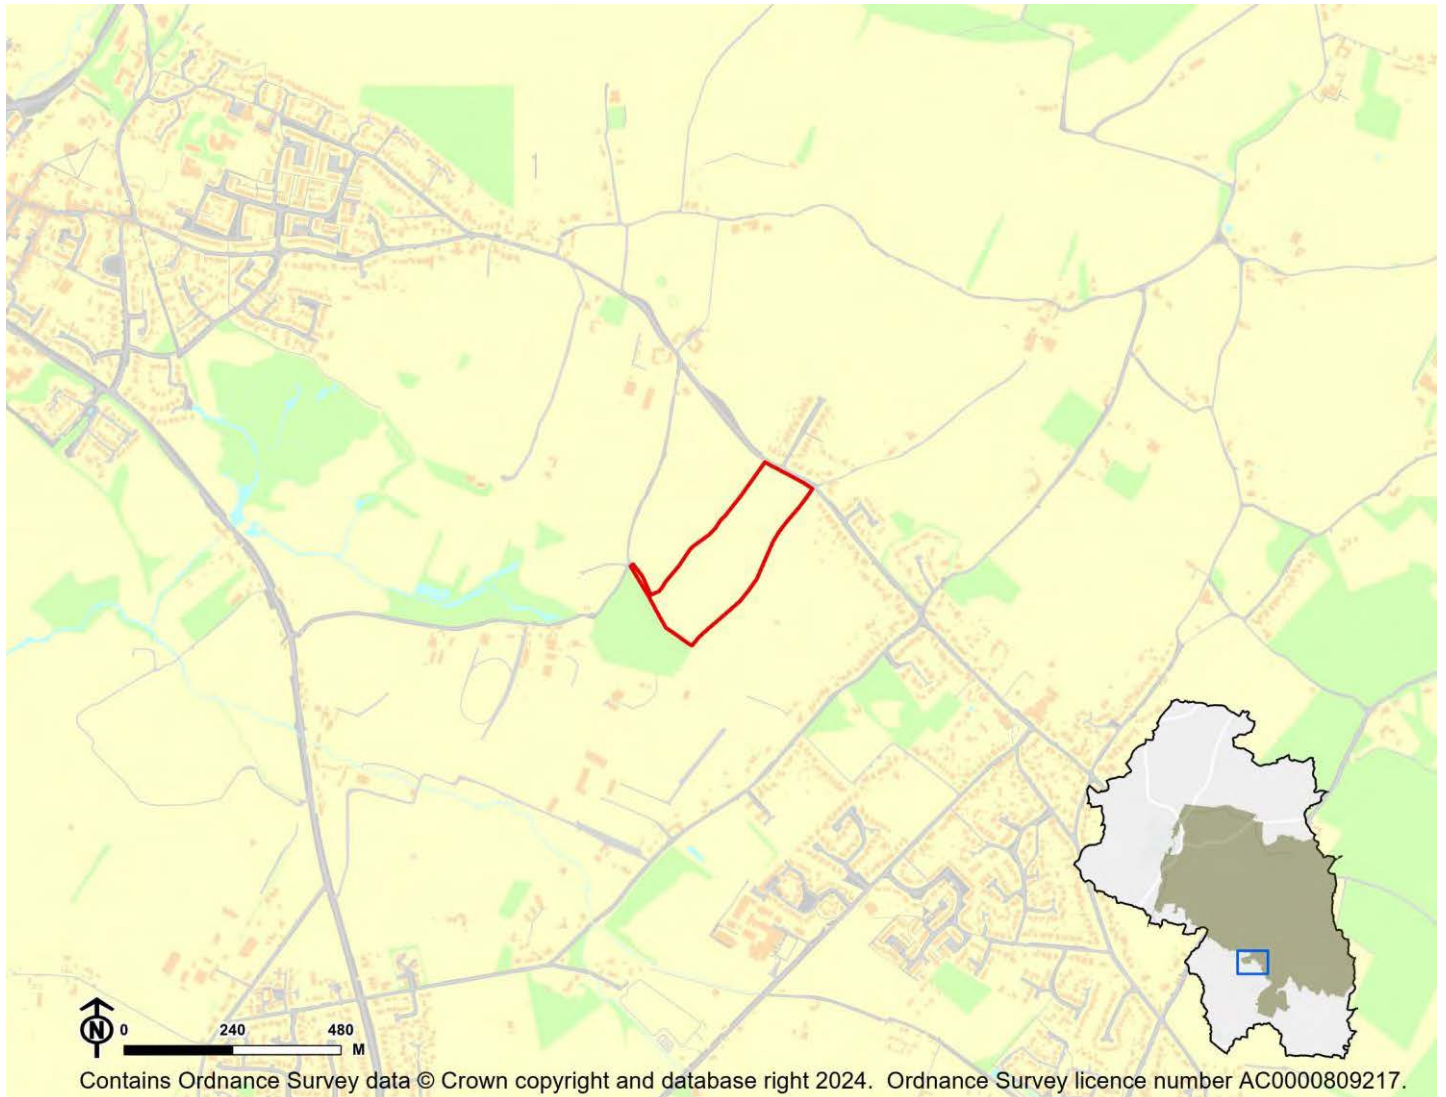 N
0 240 480
M
Contains Ordnance Survey data © Crown copyright and database right 2024. Ordnance Survey licence number AC0000809217.